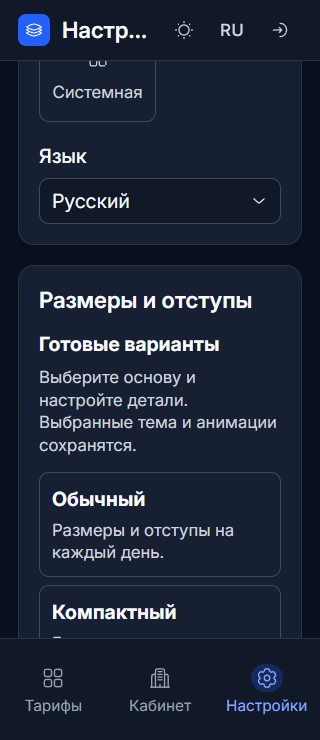 Настр...
RU
Системная
Язык
Русский
Размеры и отступы
Готовые варианты
Выберите основу и
настройте детали.
Выбранные тема и анимации
сохранятся.
Обычный
Размеры и отступы на
каждый день.
Компактный
Тарифы
Кабинет
Настройки